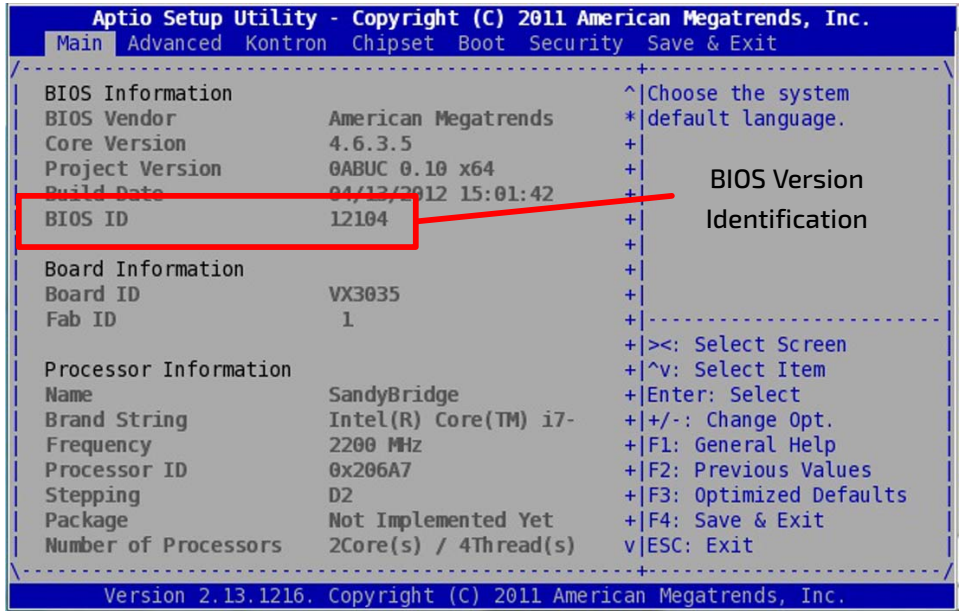 Aptio Setup Utility - Copyright (C) 2011 American Megatrends, Inc.
Main Advanced Kontron Chipset Boot Security Save & Exit
/-----------------------------------------------------+--------------------------\
| BIOS Information ^|Choose the system |
| BIOS Vendor American Megatrends *|default language. |
| Core Version 4.6.3.5 +| |
| Project Version 0ABUC 0.10 x64 +| |
| Build Date 04/13/2012 15:01:42 +| |
| BIOS ID 12104 +| |
| +| |
| Board Information +| |
| Board ID VX3035 +| |
| Fab ID 1 +|--------------------------|
| +|><: Select Screen |
| Processor Information +|^v: Select Item |
| Name SandyBridge +|Enter: Select |
| Brand String Intel(R) Core(TM) i7- +|+/-: Change Opt. |
| Frequency 2200 MHz +|F1: General Help |
| Processor ID 0x206A7 +|F2: Previous Values |
| Stepping D2 +|F3: Optimized Defaults |
| Package Not Implemented Yet +|F4: Save & Exit |
| Number of Processors 2Core(s) / 4Thread(s) v|ESC: Exit |
\-----------------------------------------------------+--------------------------/
Version 2.13.1216. Copyright (C) 2011 American Megatrends, Inc.
BIOS Version
Identification